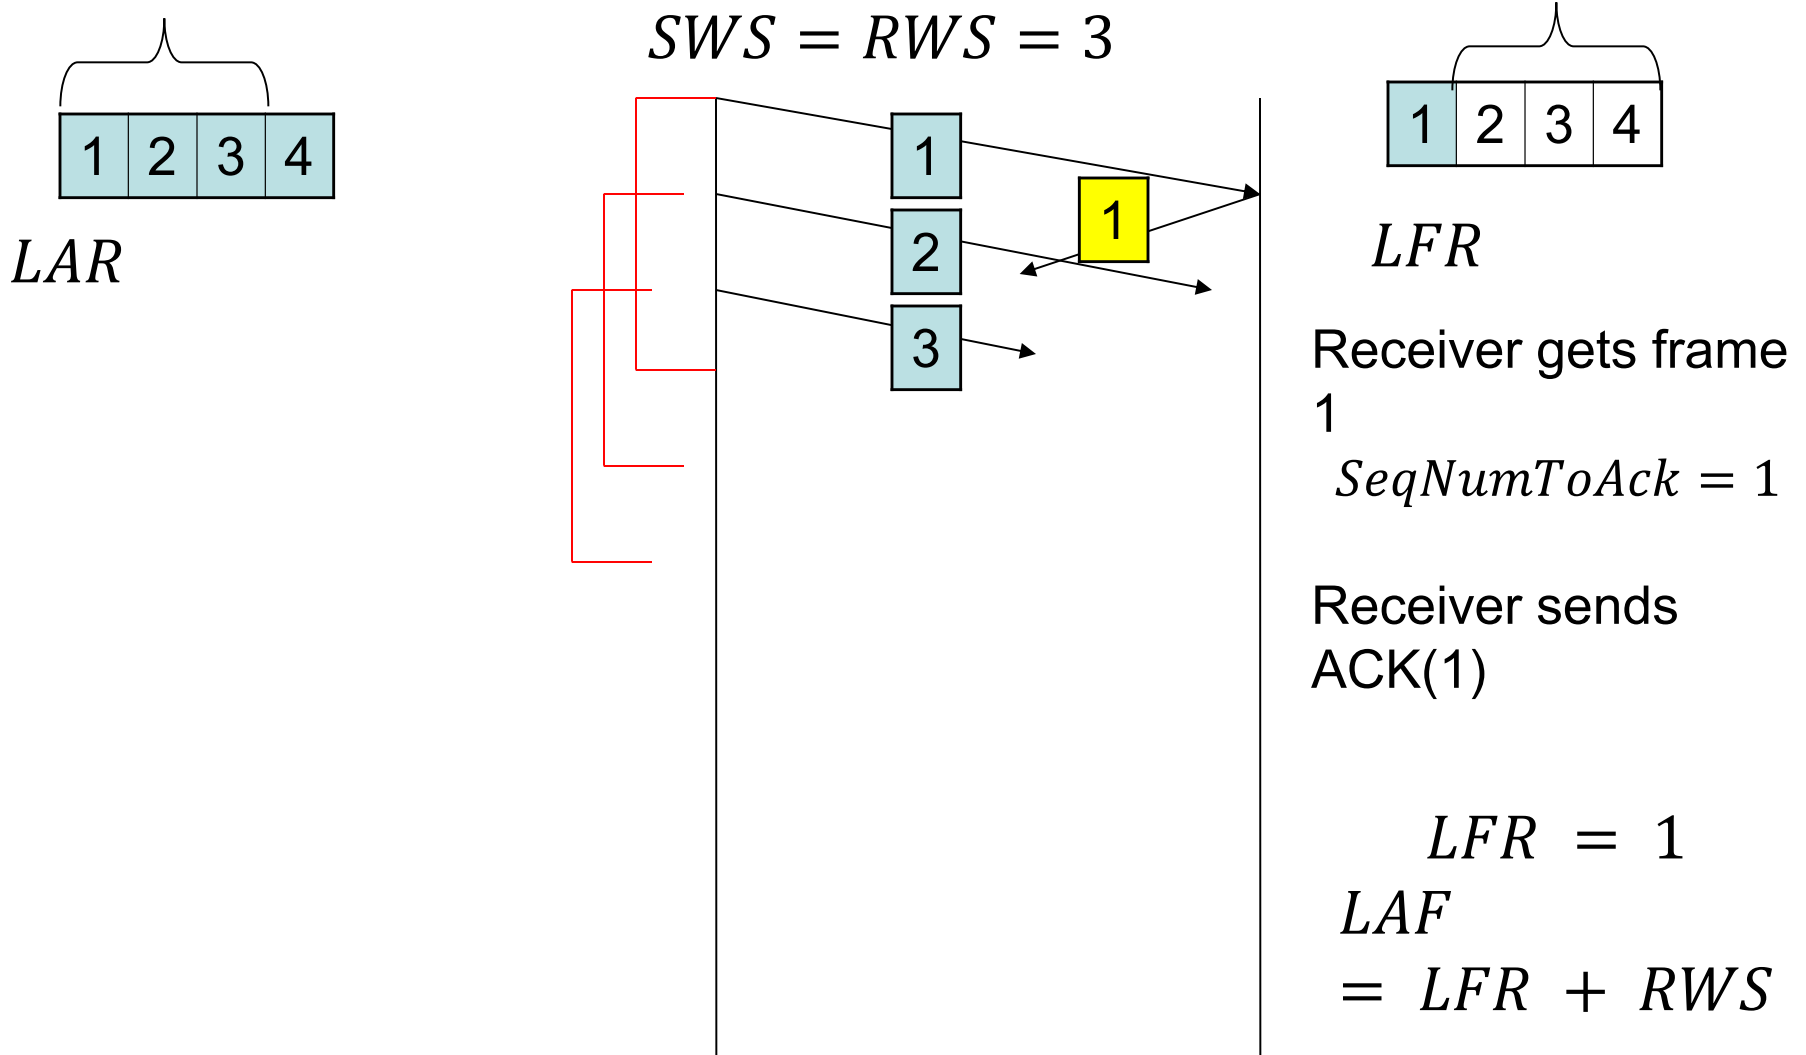 SWS = RWS = 3
1 2 3 4
LAR
1
2
3
1
1 2 3 4
LFR
Receiver gets frame
1
SeqNumToAck = 1
Receiver sends
ACK(1)
LFR = 1
LAF
= LFR + RWS